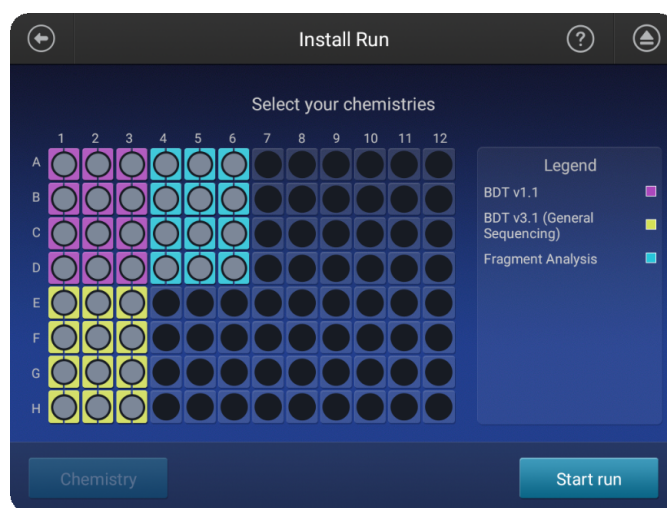 Install Run
?
Select your chemistries
1 2 3 4 5 6 7 8 9 10 11 12
A
B
C
D
E
F
G
H
Legend
BDT v1.1
BDT v3.1 (General
Sequencing)
Fragment Analysis
Chemistry
Start run